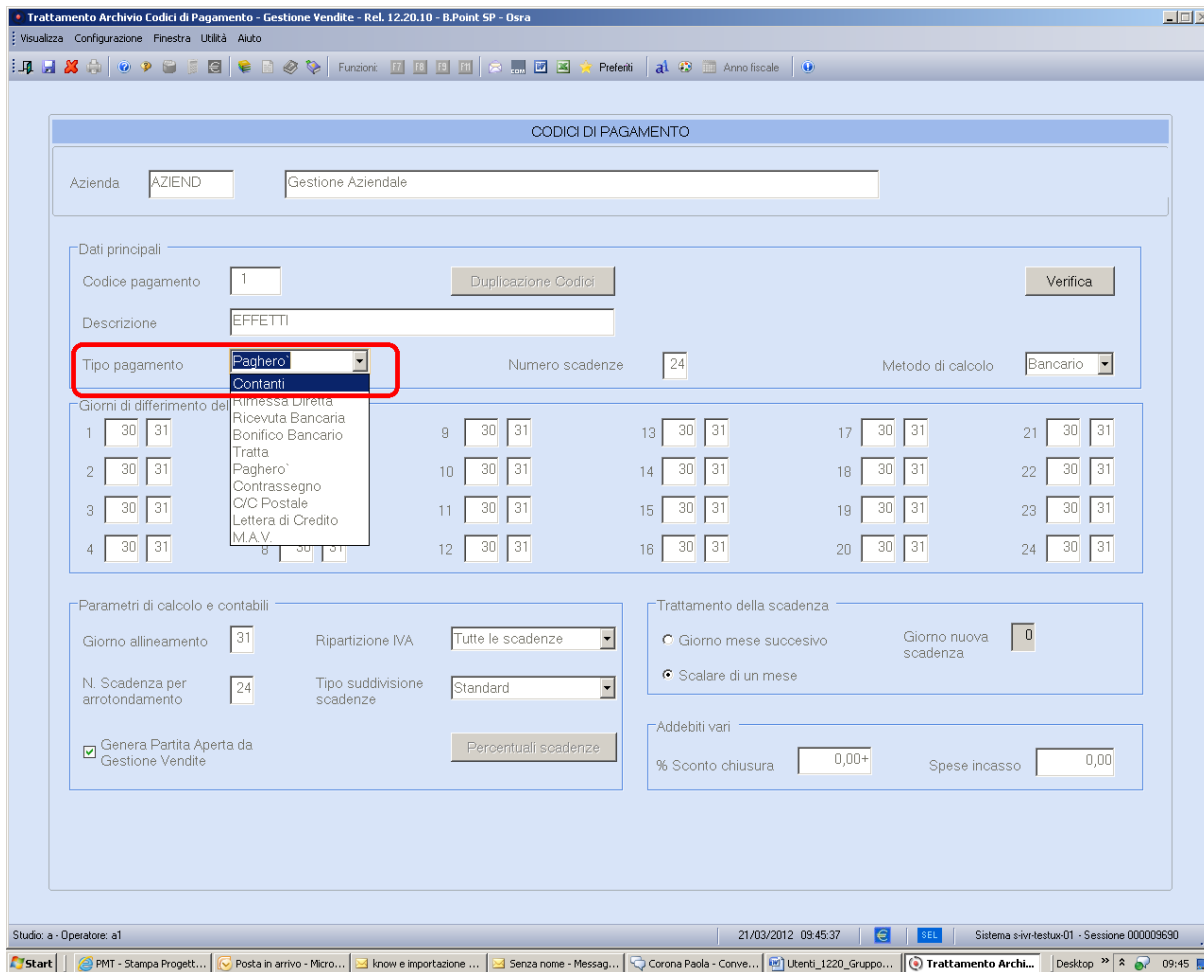 Trattamento Archivio Codici di Pagamento - Gestione Vendite - Rel. 12.20.10 - B.Point SP - Osra
Visualizza Configurazione Finestra Utilità Aiuto
Funzioni: F7 F8 F9 F11 COM Preferiti a1 Anno fiscale
CODICI DI PAGAMENTO
Azienda AZIEND Gestione Aziendale
Dati principali
Codice pagamento 1 Duplicazione Codici Verifica
Descrizione EFFETTI
Tipo pagamento Paghero` Numero scadenze 24 Metodo di calcolo Bancario
Contanti
Rimessa Diretta
Ricevuta Bancaria
Bonifico Bancario
Tratta
Paghero`
Contrassegno
C/C Postale
Lettera di Credito
M.A.V.
Giorni di differimento del
1 30 31 9 30 31 13 30 31 17 30 31 21 30 31
2 30 31 10 30 31 14 30 31 18 30 31 22 30 31
3 30 31 11 30 31 15 30 31 19 30 31 23 30 31
4 30 31 8 30 31 12 30 31 16 30 31 20 30 31 24 30 31
Parametri di calcolo e contabili
Giorno allineamento 31 Ripartizione IVA Tutte le scadenze
N. Scadenza per arrotondamento 24 Tipo suddivisione scadenze Standard
Genera Partita Aperta da Gestione Vendite Percentuali scadenze
Trattamento della scadenza
Giorno mese succesivo Giorno nuova scadenza 0
Scalare di un mese
Addebiti vari
% Sconto chiusura 0,00+ Spese incasso 0,00
Studio: a - Operatore: a1 21/03/2012 09:45:37 € SEL Sistema s-ivr-testux-01 - Sessione 000009690
Start PMT - Stampa Progett... Posta in arrivo - Micro... know e importazione ... Senza nome - Messag... Corona Paola - Conve... Utenti_1220_Gruppo... Trattamento Archi... Desktop » 09:45